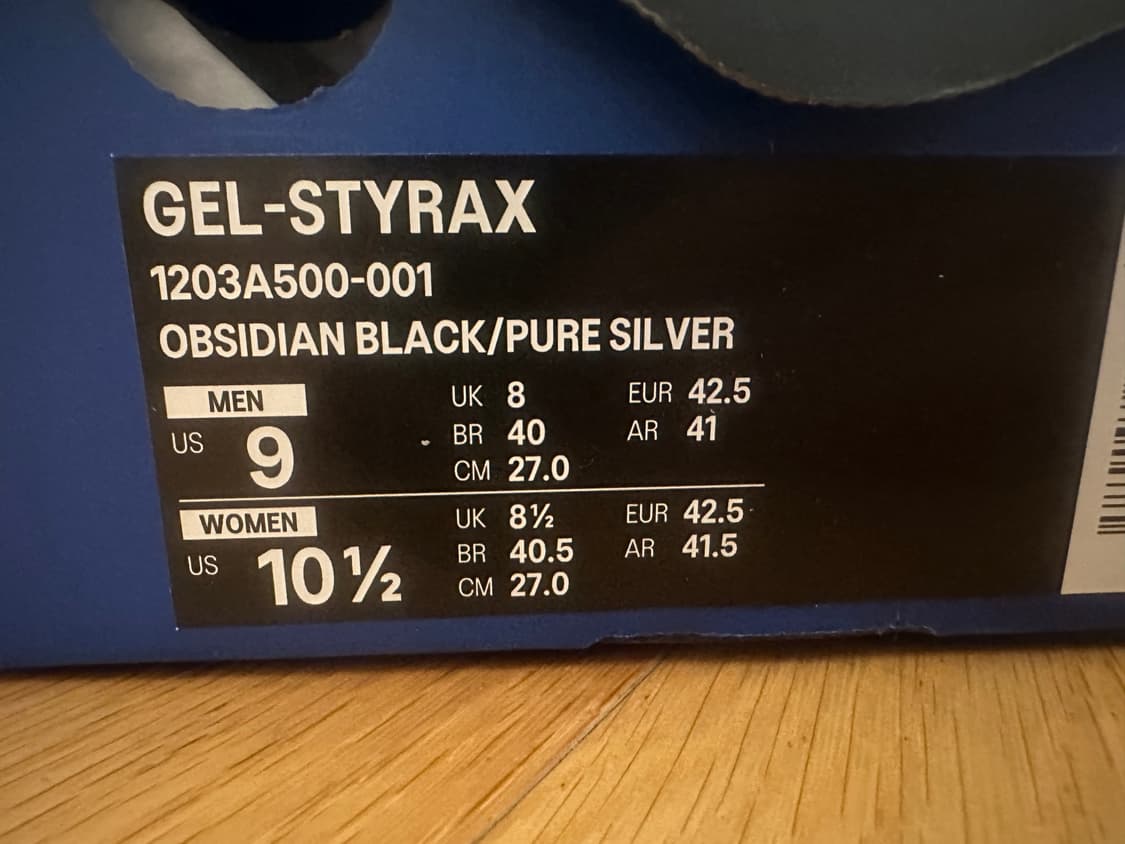 GEL-STYRAX
1203A500-001
OBSIDIAN BLACK/PURE SILVER
MEN
US 9
UK 8 EUR 42.5
BR 40 AR 41
CM 27.0
WOMEN
US 10½
UK 8½ EUR 42.5
BR 40.5 AR 41.5
CM 27.0